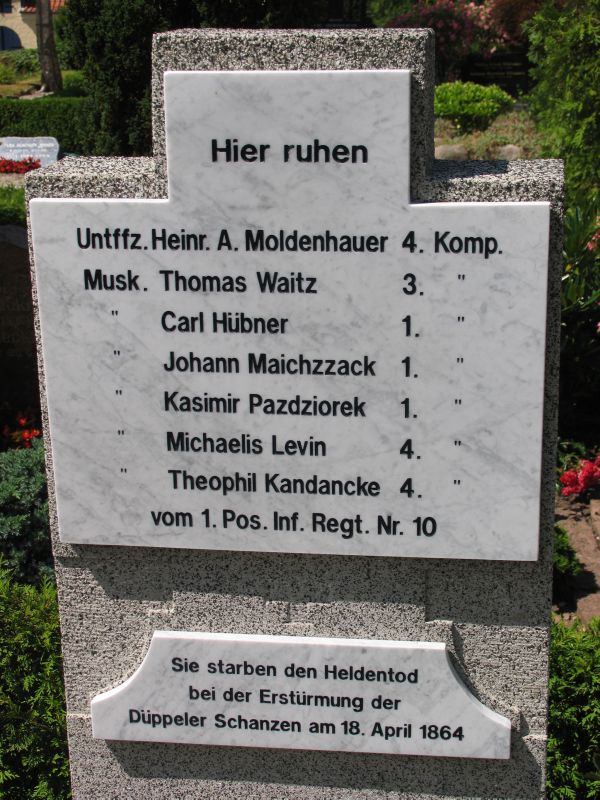 Hier ruhen
Untffz. Heinr. A. Moldenhauer 4. Komp.
Musk. Thomas Waitz 3. "
" Carl Hübner 1. "
" Johann Maichzzack 1. "
" Kasimir Pazdziorek 1. "
" Michaelis Levin 4. "
" Theophil Kandancke 4. "
vom 1. Pos. Inf. Regt. Nr. 10
Sie starben den Heldentod
bei der Erstürmung der
Düppeler Schanzen am 18. April 1864